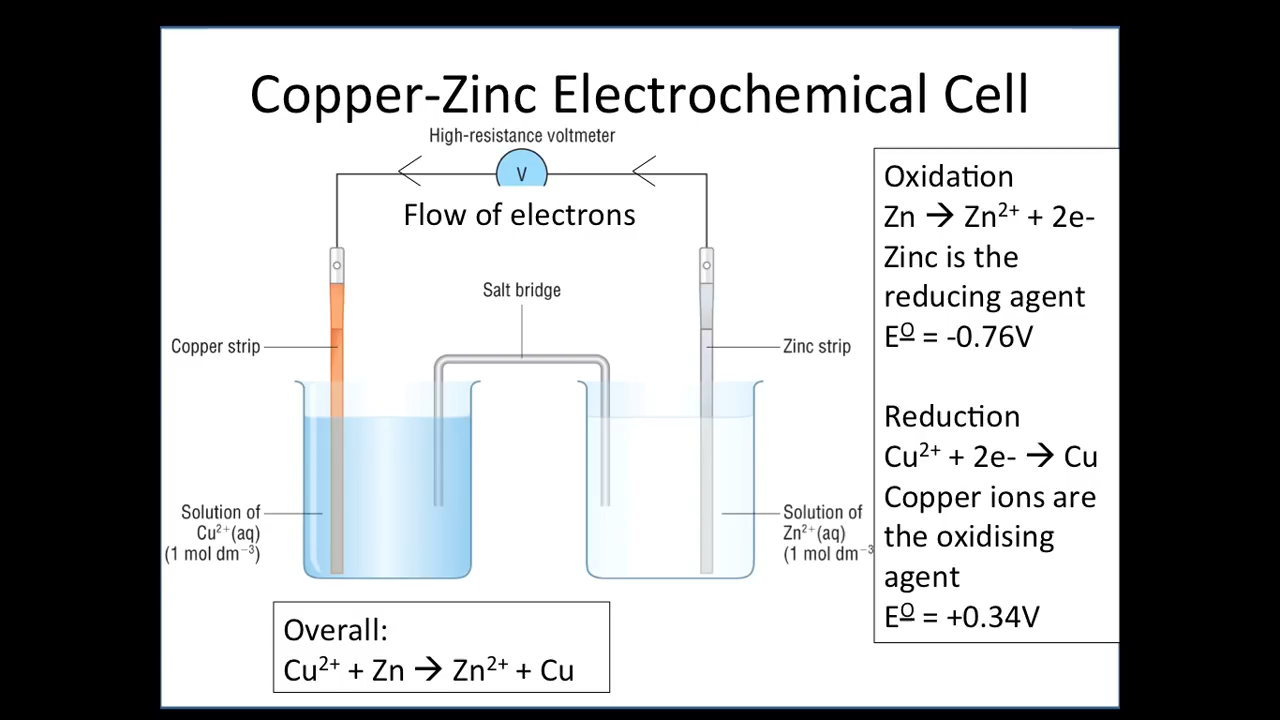 Copper-Zinc Electrochemical Cell
High-resistance voltmeter
V
Flow of electrons
Salt bridge
Copper strip
Zinc strip
Solution of
Cu²⁺(aq)
(1 mol dm⁻³)
Solution of
Zn²⁺(aq)
(1 mol dm⁻³
Oxidation
Zn → Zn²⁺ + 2e-
Zinc is the
reducing agent
E⁰ = -0.76V
Reduction
Cu²⁺ + 2e- → Cu
Copper ions are
the oxidising
agent
E⁰ = +0.34V
Overall:
Cu²⁺ + Zn → Zn²⁺ + Cu